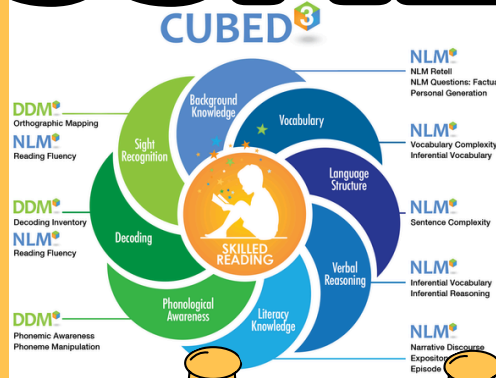 CUBED3
DDM
Orthographic Mapping
NLM
Reading Fluency
DDM
Decoding Inventory
NLM
Reading Fluency
DDM
Phonemic Awareness
Phoneme Manipulation
Background
Knowledge
Vocabulary
Language
Structure
Verbal
Reasoning
Literacy
Knowledge
Phonological
Awareness
Decoding
Sight
Recognition
SKILLED
READING
NLM
NLM Retell
NLM Questions: Factua
Personal Generation
NLM
Vocabulary Complexity
Inferential Vocabulary
NLM
Sentence Complexity
NLM
Inferential Vocabulary
Inferential Reasoning
NLM
Narrative Discourse
Episode